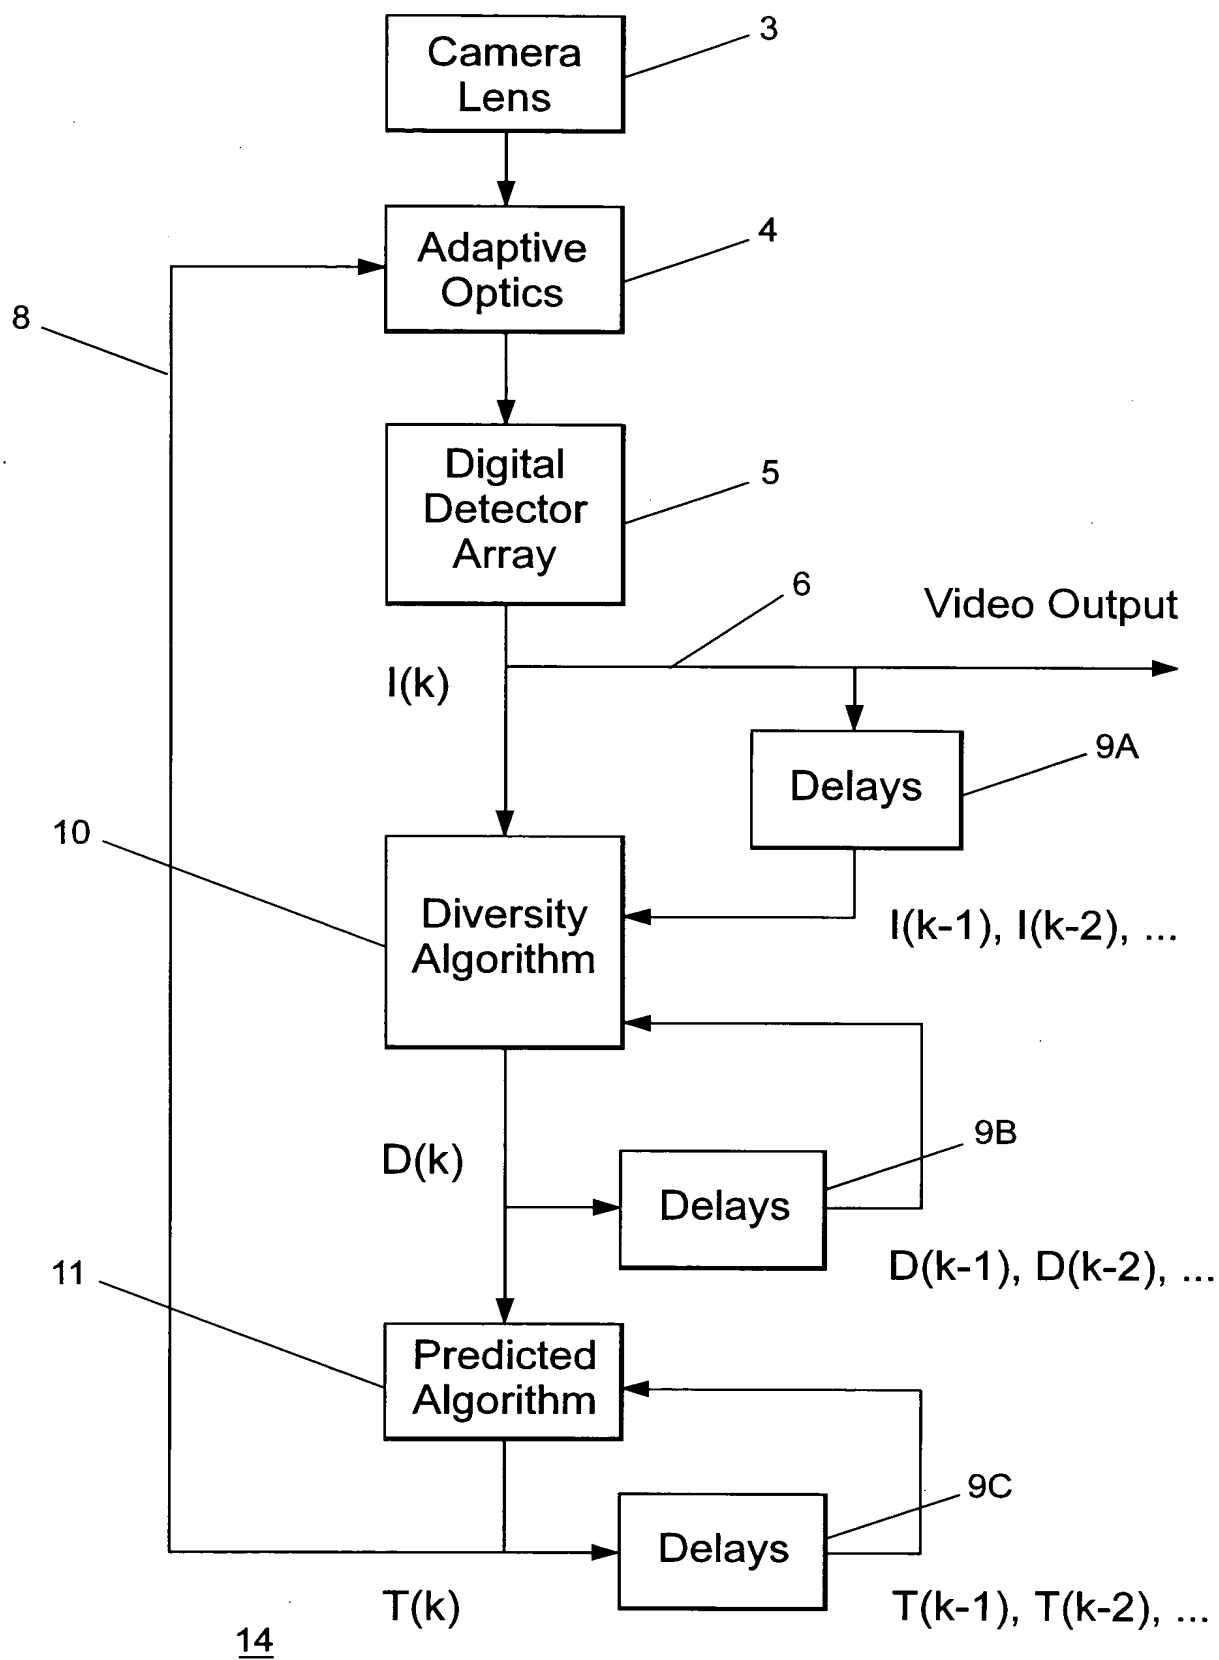 Camera
Lens
3
Adaptive
Optics
4
8
Digital
Detector
Array
5
6
Video Output
I(k)
Delays
9A
10
Diversity
Algorithm
I(k-1), I(k-2), ...
D(k)
Delays
9B
D(k-1), D(k-2), ...
11
Predicted
Algorithm
Delays
9C
T(k)
T(k-1), T(k-2), ...
14